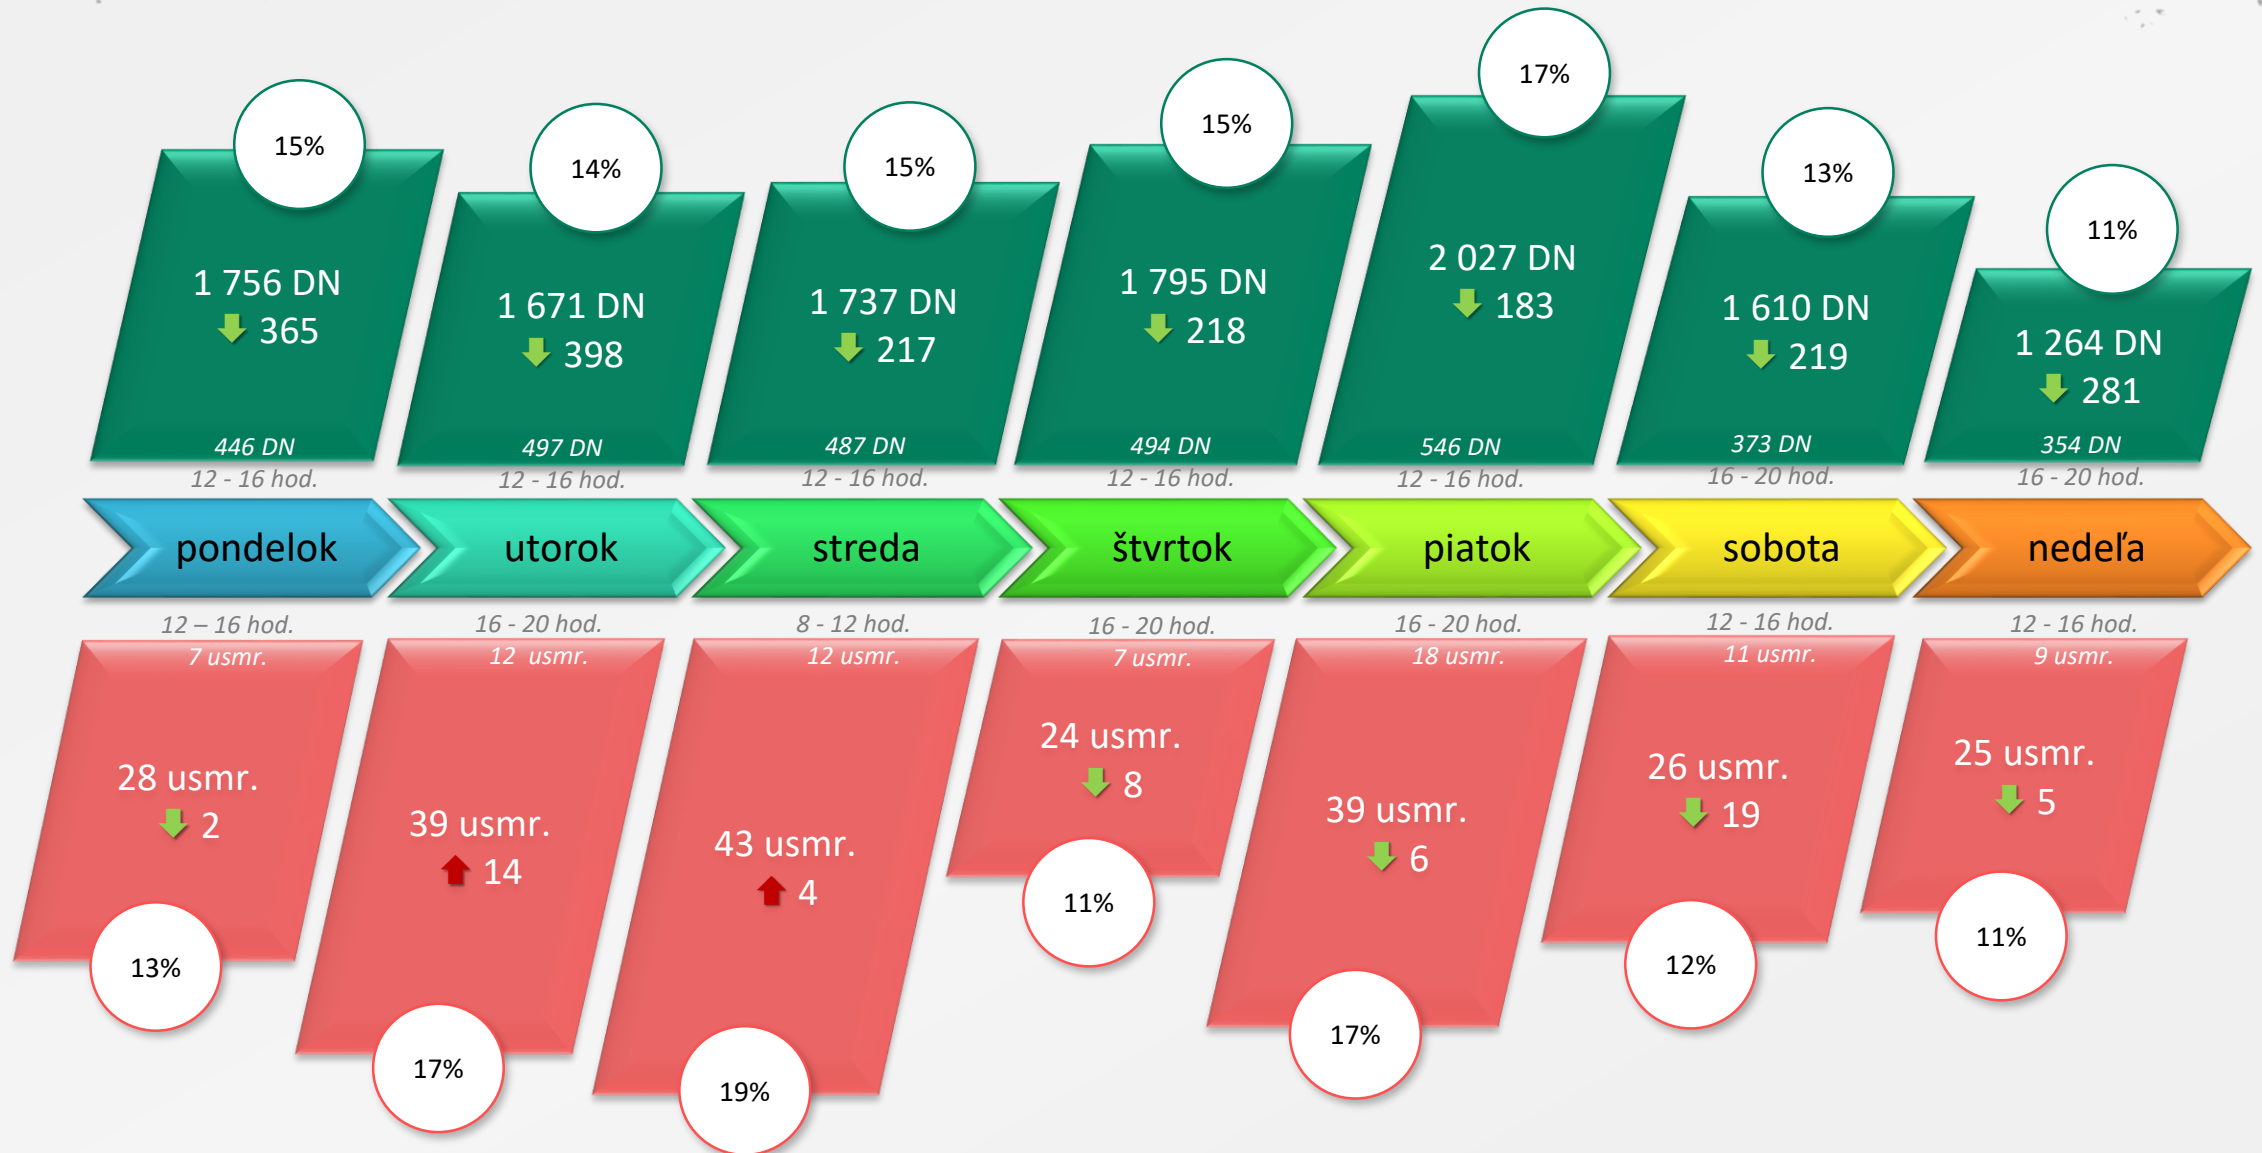 15%
1 756 DN
365
446 DN
12 - 16 hod.
14%
1 671 DN
398
497 DN
12 - 16 hod.
15%
1 737 DN
217
487 DN
12 - 16 hod.
15%
1 795 DN
218
494 DN
12 - 16 hod.
17%
2 027 DN
183
546 DN
12 - 16 hod.
13%
1 610 DN
219
373 DN
16 - 20 hod.
11%
1 264 DN
281
354 DN
16 - 20 hod.
pondelok
utorok
streda
štvrtok
piatok
sobota
nedeľa
12 – 16 hod.
7 usmr.
28 usmr.
2
13%
16 - 20 hod.
12 usmr.
39 usmr.
14
17%
8 - 12 hod.
12 usmr.
43 usmr.
4
19%
16 - 20 hod.
7 usmr.
24 usmr.
8
11%
16 - 20 hod.
18 usmr.
39 usmr.
6
17%
12 - 16 hod.
11 usmr.
26 usmr.
19
12%
12 - 16 hod.
9 usmr.
25 usmr.
5
11%